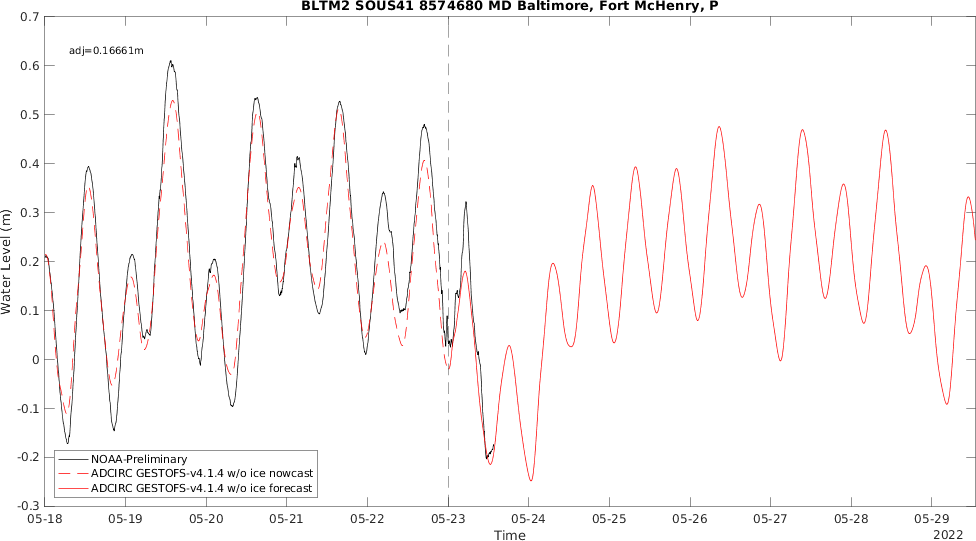 BLTM2 SOUS41 8574680 MD Baltimore, Fort McHenry, P
adj=0.16661m
0.7
0.6
0.5
0.4
0.3
0.2
0.1
0
-0.1
-0.2
-0.3
Water Level (m)
NOAA-Preliminary
ADCIRC GESTOFS-v4.1.4 w/o ice nowcast
ADCIRC GESTOFS-v4.1.4 w/o ice forecast
05-18 05-19 05-20 05-21 05-22 05-23 05-24 05-25 05-26 05-27 05-28 05-29
Time
2022